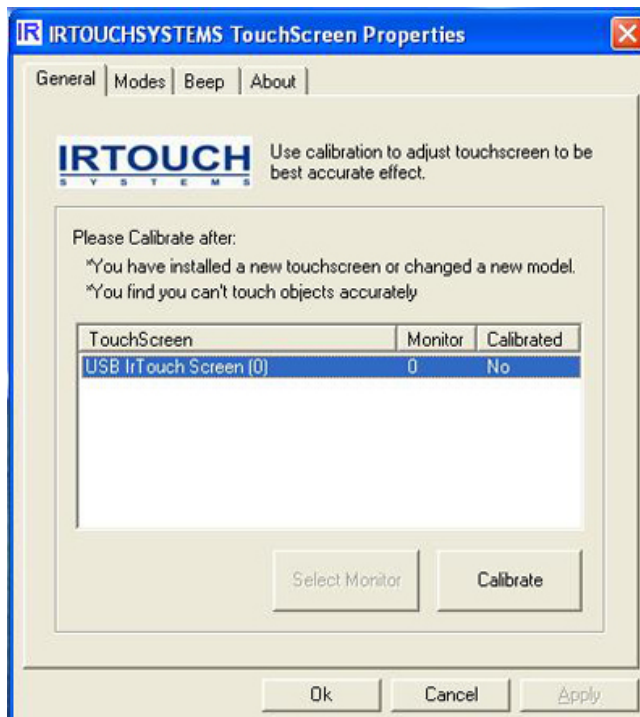 IR IRTOUCHSYSTEMS TouchScreen Properties
General Modes Beep About
IRTOUCH
SYSTEMS
Use calibration to adjust touchscreen to be
best accurate effect.
Please Calibrate after:
*You have installed a new touchscreen or changed a new model.
*You find you can't touch objects accurately
TouchScreen Monitor Calibrated
USB IrTouch Screen (0) 0 No
Select Monitor Calibrate
Ok Cancel Apply